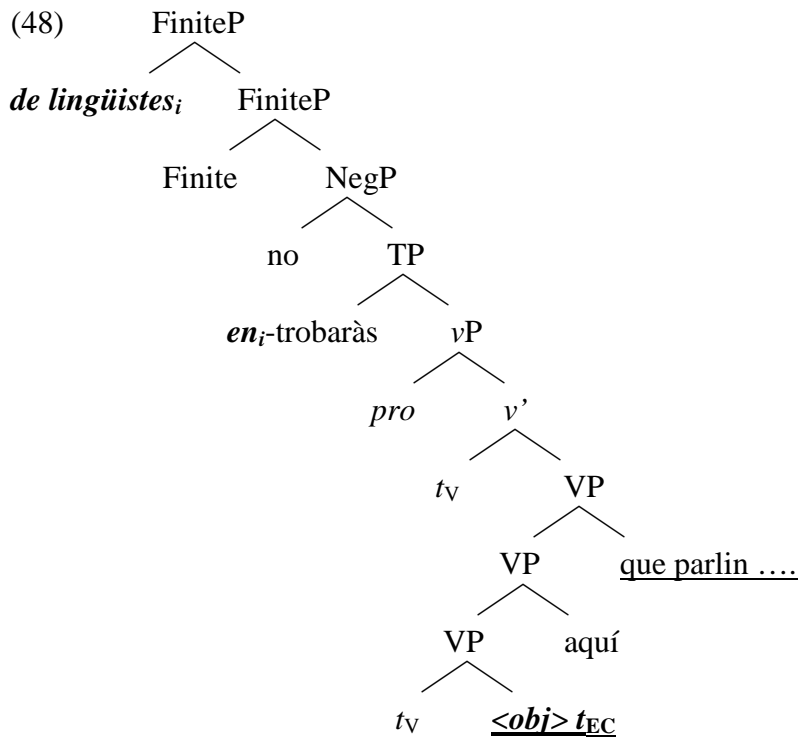 (48) FiniteP
de lingüistesi FiniteP
Finite NegP
no TP
eni-trobaràs vP
pro v’
tV VP
VP que parlin ….
VP aquí
tV <obj> tEC